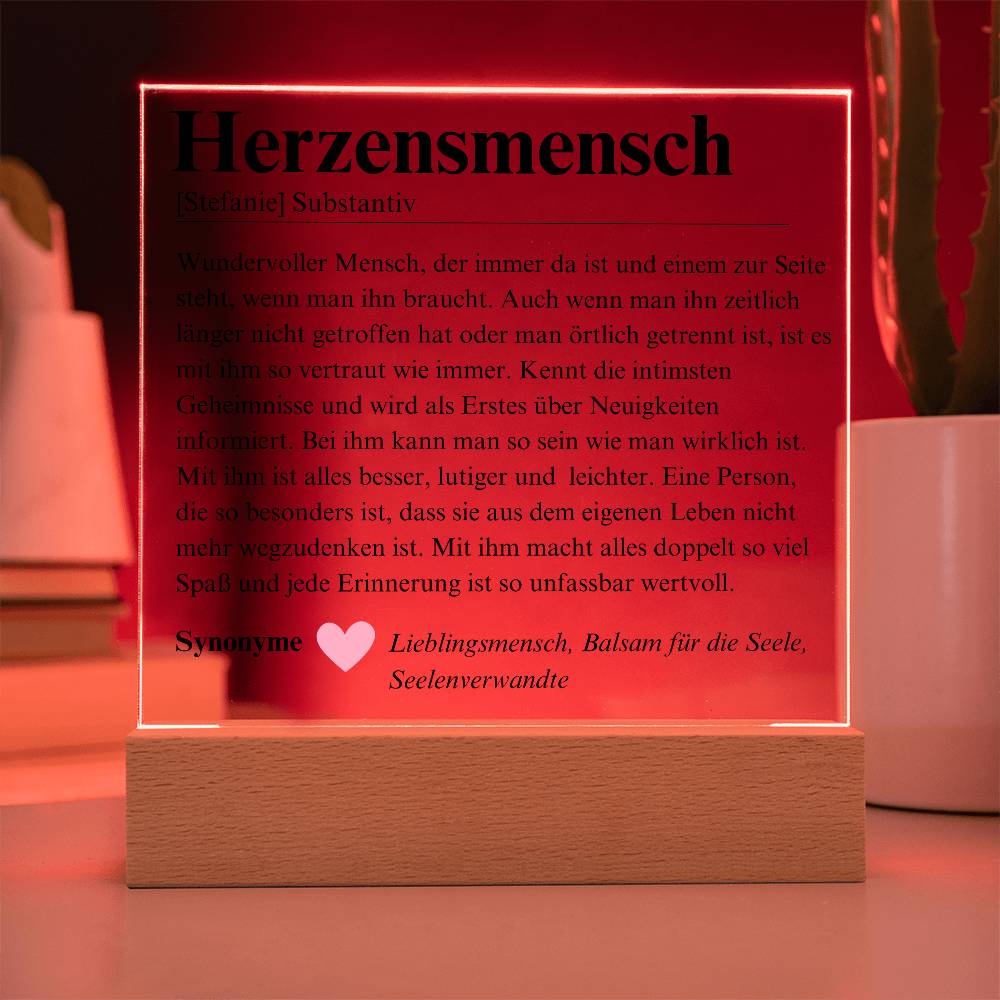 Herzensmensch
[Stefanie] Substantiv
Wundervoller Mensch, der immer da ist und einem zur Seite
steht, wenn man ihn braucht. Auch wenn man ihn zeitlich
länger nicht getroffen hat oder man örtlich getrennt ist, ist es
mit ihm so vertraut wie immer. Kennt die intimsten
Geheimnisse und wird als Erstes über Neuigkeiten
informiert. Bei ihm kann man so sein wie man wirklich ist.
Mit ihm ist alles besser, lutiger und  leichter. Eine Person,
die so besonders ist, dass sie aus dem eigenen Leben nicht
mehr wegzudenken ist. Mit ihm macht alles doppelt so viel
Spaß und jede Erinnerung ist so unfassbar wertvoll.
Synonyme Lieblingsmensch, Balsam für die Seele,
Seelenverwandte